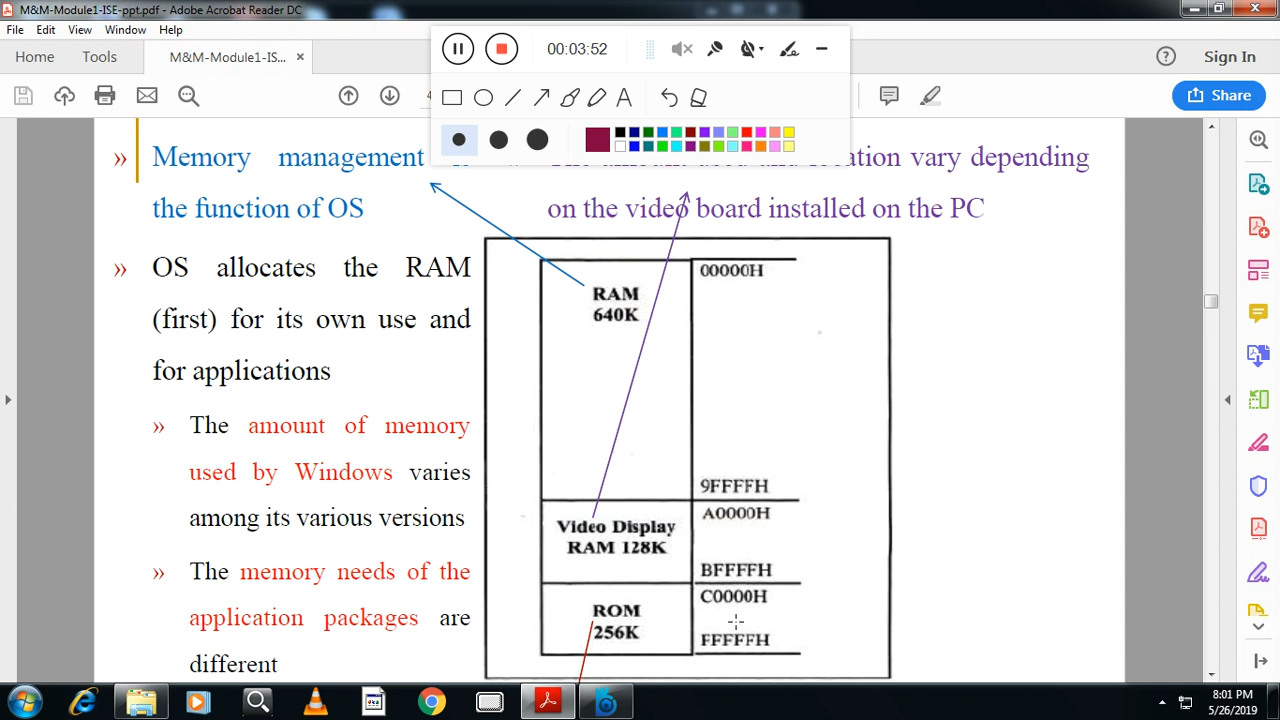 M&M-Module1-ISE-ppt.pdf - Adobe Acrobat Reader DC
File Edit View Window Help
Home Tools M&M-Module1-IS... ×
00:03:52
Sign In
Share
» Memory management
the function of OS
» OS allocates the RAM
(first) for its own use and
for applications
» The amount of memory
used by Windows varies
among its various versions
» The memory needs of the
application packages are
different
vary depending
on the video board installed on the PC
RAM
640K
00000H
9FFFFH
Video Display
RAM 128K
A0000H
BFFFFH
ROM
256K
C0000H
FFFFFH
8:01 PM
5/26/2019